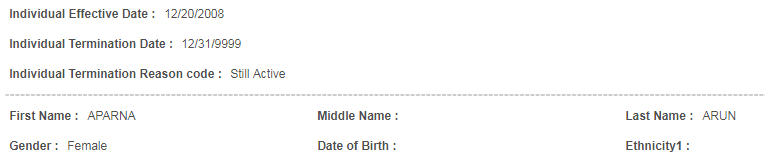 Individual Effective Date : 12/20/2008
Individual Termination Date : 12/31/9999
Individual Termination Reason code : Still Active
First Name : APARNA Middle Name : Last Name : ARUN
Gender : Female Date of Birth : Ethnicity1 :